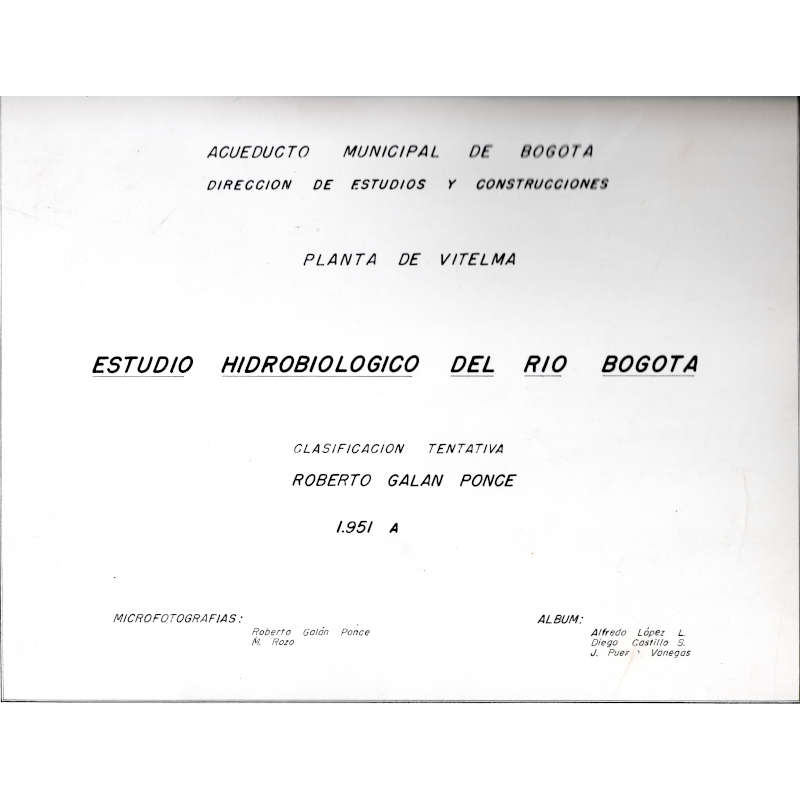 ACUEDUCTO MUNICIPAL DE BOGOTA
DIRECCION DE ESTUDIOS Y CONSTRUCCIONES
PLANTA DE VITELMA
ESTUDIO HIDROBIOLOGICO DEL RIO BOGOTA
CLASIFICACION TENTATIVA
ROBERTO GALAN PONCE
1.951 A
MICROFOTOGRAFIAS:
Roberto Galán Ponce
M. Rozo
ALBUM:
Alfredo López L.
Diego Castillo S.
J. Vanegas